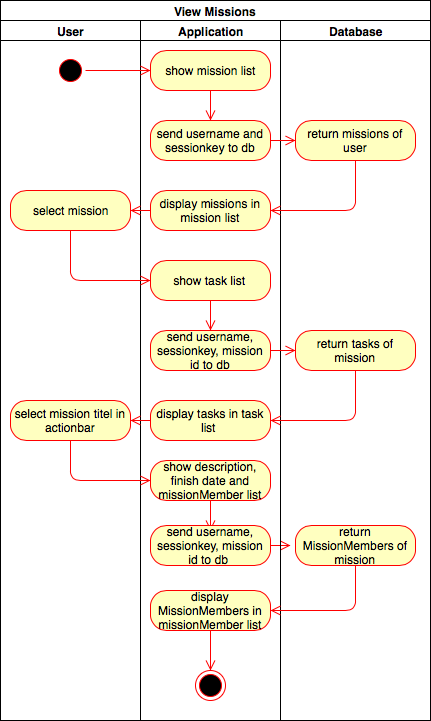 View Missions
User
Application
Database
show mission list
send username and
sessionkey to db
return missions of
user
select mission
display missions in
mission list
show task list
send username,
sessionkey, mission
id to db
return tasks of
mission
select mission titel in
actionbar
display tasks in task
list
show description,
finish date and
missionMember list
send username,
sessionkey, mission
id to db
return
MissionMembers of
mission
display
MissionMembers in
missionMember list